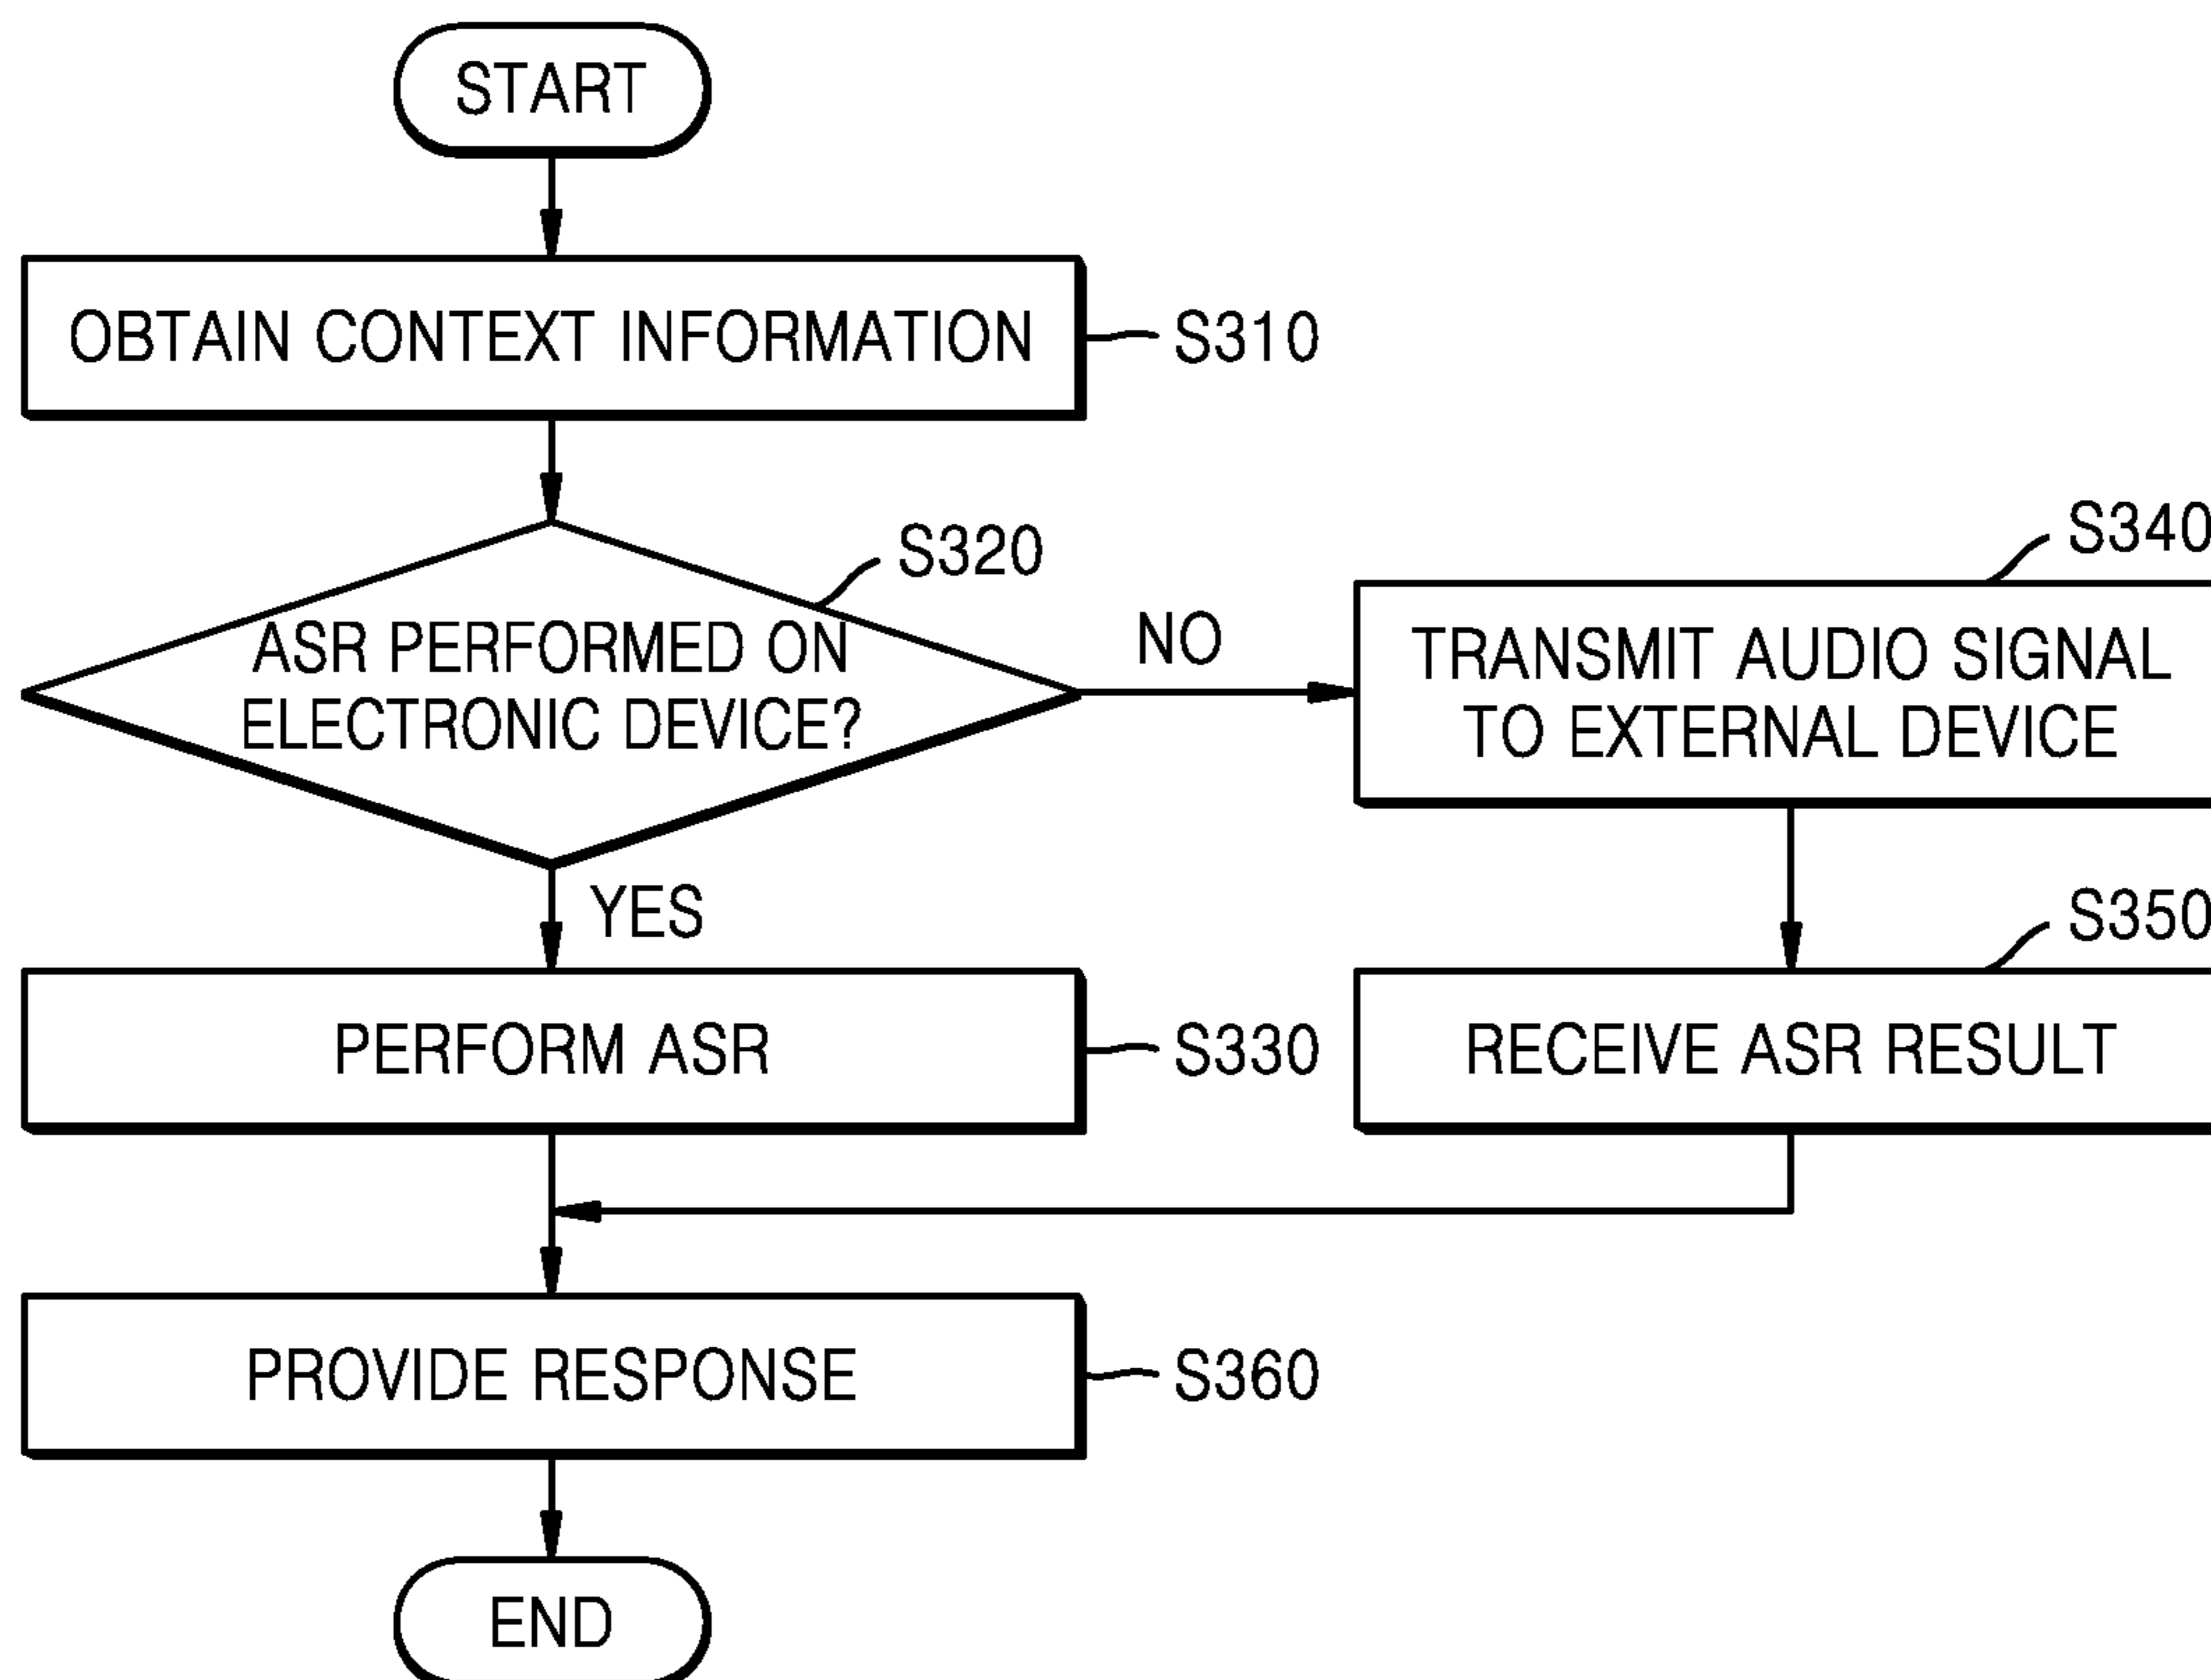 START
OBTAIN CONTEXT INFORMATION
S310
S320
ASR PERFORMED ON
ELECTRONIC DEVICE?
NO
S340
TRANSMIT AUDIO SIGNAL
TO EXTERNAL DEVICE
YES
PERFORM ASR
S330
S350
RECEIVE ASR RESULT
PROVIDE RESPONSE
S360
END